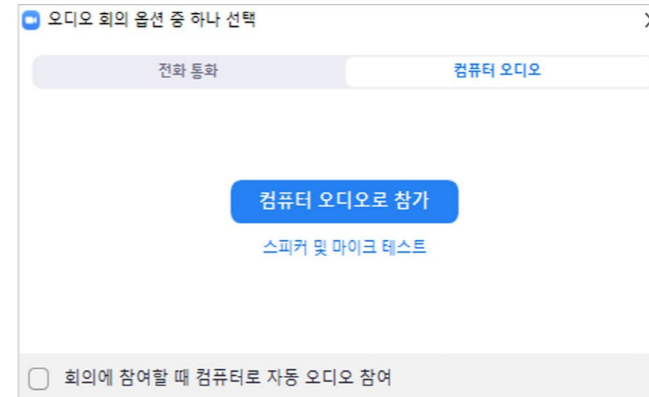 오디오 회의 옵션 중 하나 선택
전화 통화
컴퓨터 오디오
컴퓨터 오디오로 참가
스피커 및 마이크 테스트
회의에 참여할 때 컴퓨터로 자동 오디오 참여